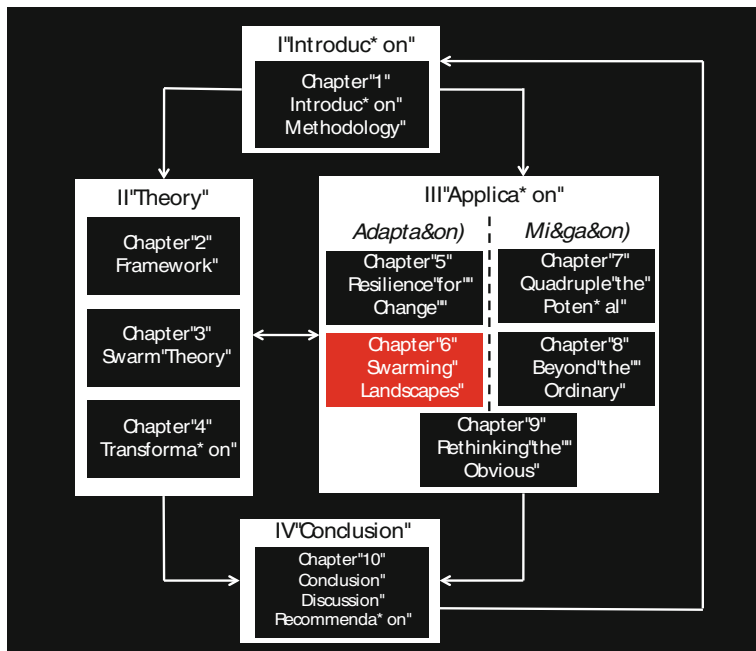 I"Introduc* on"
Chapter"1"
Introduc* on"
Methodology"
II"Theory"
Chapter"2"
Framework"
Chapter"3"
Swarm"Theory"
Chapter"4"
Transforma* on"
III"Applica* on"
Adapta&on)
Mi&ga&on)
Chapter"5"
Resilience"for""
Change""
Chapter"7"
Quadruple"the"
Poten* al"
Chapter"6"
Swarming"
Landscapes"
Chapter"8"
Beyond"the""
Ordinary"
Chapter"9"
Rethinking"the""
Obvious"
IV"Conclusion"
Chapter"10"
Conclusion"
Discussion"
Recommenda* on"